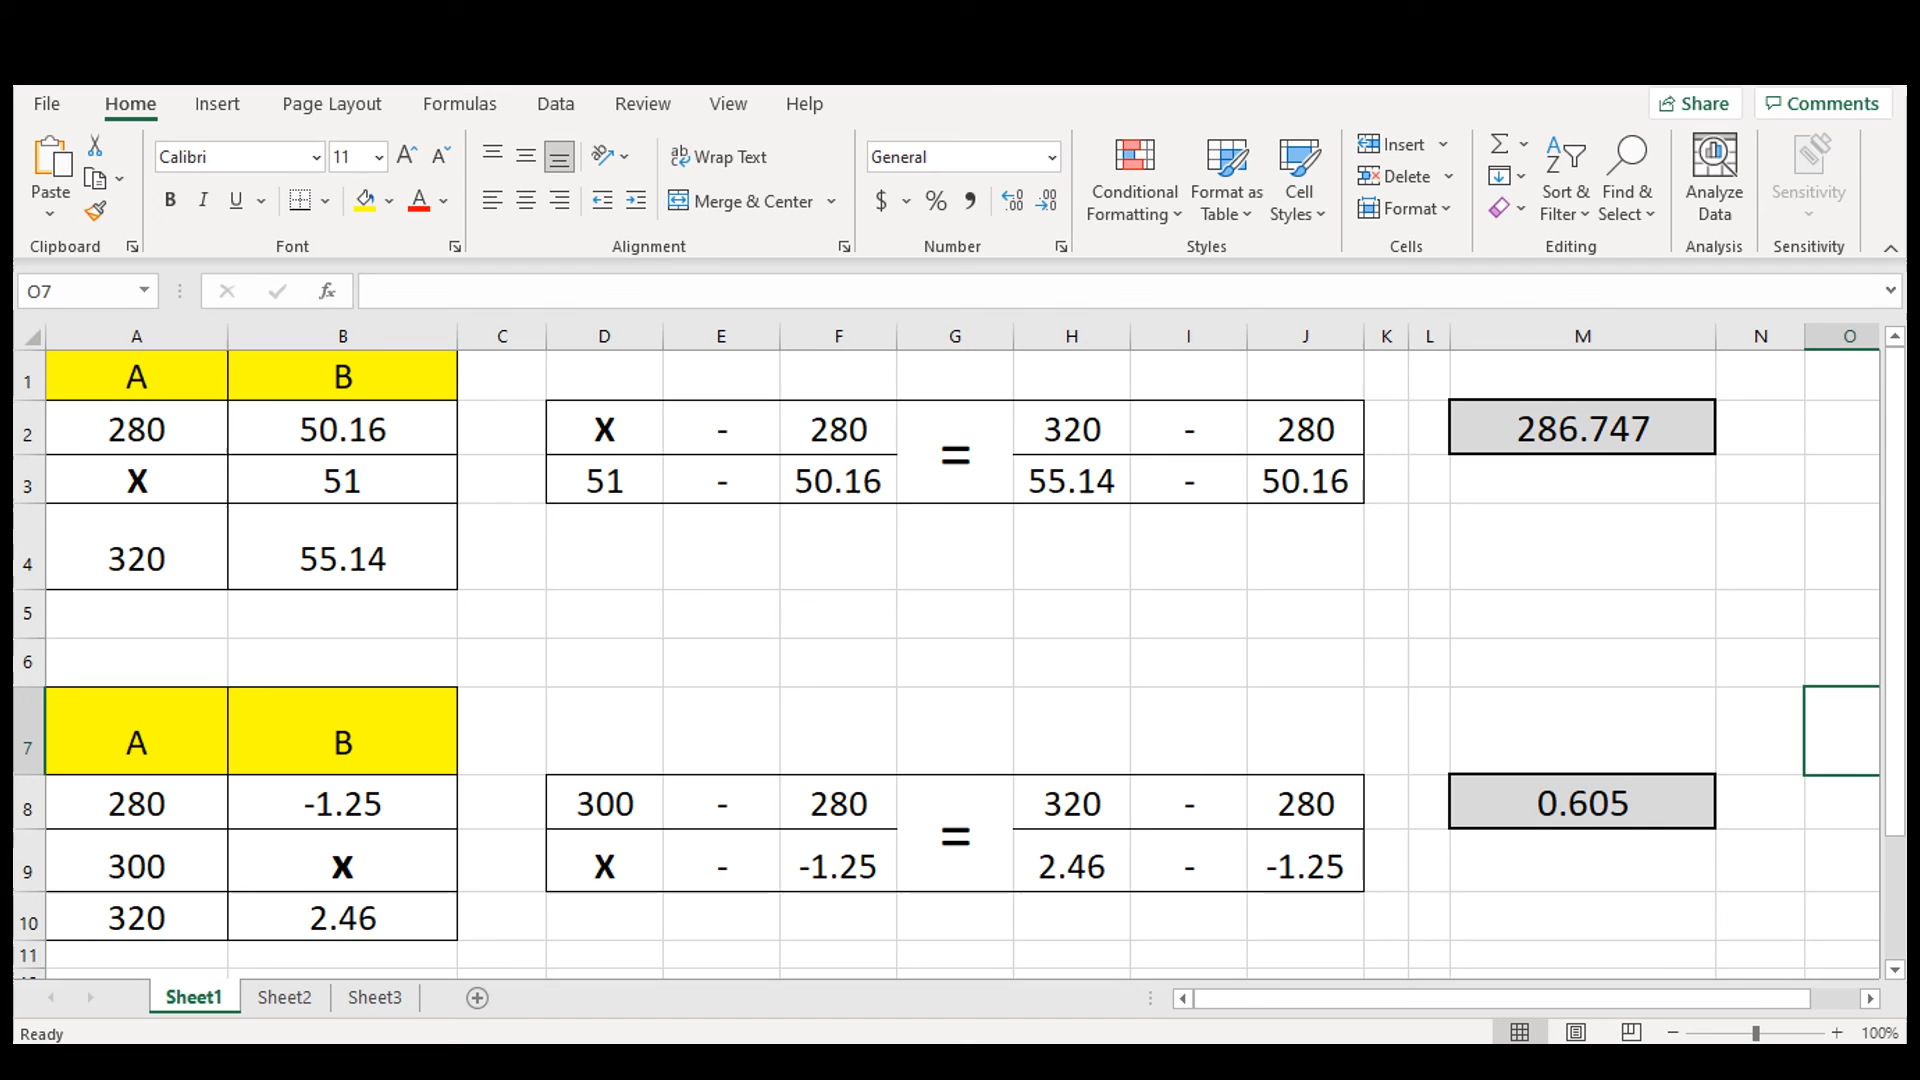 File Home Insert Page Layout Formulas Data Review View Help Share Comments
Paste Calibri 11 Wrap Text General Conditional Formatting Format as Table Cell Styles Insert Sort & Filter Find & Select Analyze Data Sensitivity
B I U A Merge & Center $ % Delete
Format
Clipboard Font Alignment Number Styles Cells Editing Analysis Sensitivity
O7 fx
A B C D E F G H I J K L M N O
1 A B
2 280 50.16 X - 280 = 320 - 280 286.747
3 X 51 51 - 50.16 55.14 - 50.16
4 320 55.14
5
6
7 A B
8 280 -1.25 300 - 280 = 320 - 280 0.605
9 300 X X - -1.25 2.46 - -1.25
10 320 2.46
11
Sheet1 Sheet2 Sheet3
Ready 100%